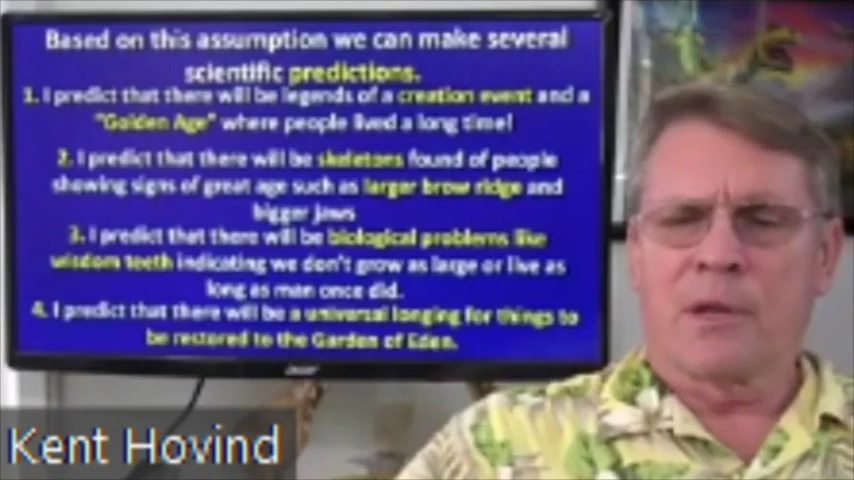 Based on this assumption we can make several
scientific predictions.
1. I predict that there will be legends of a creation event and a
"Golden Age" where people lived a long time!
2. I predict that there will be skeletons found of people
showing signs of great age such as larger brow ridge and
bigger jaws
3. I predict that there will be biological problems like
wisdom teeth indicating we don't grow as large or live as
long as man once did.
4. I predict that there will be a universal longing for things to
be restored to the Garden of Eden.
acer
Kent Hovind